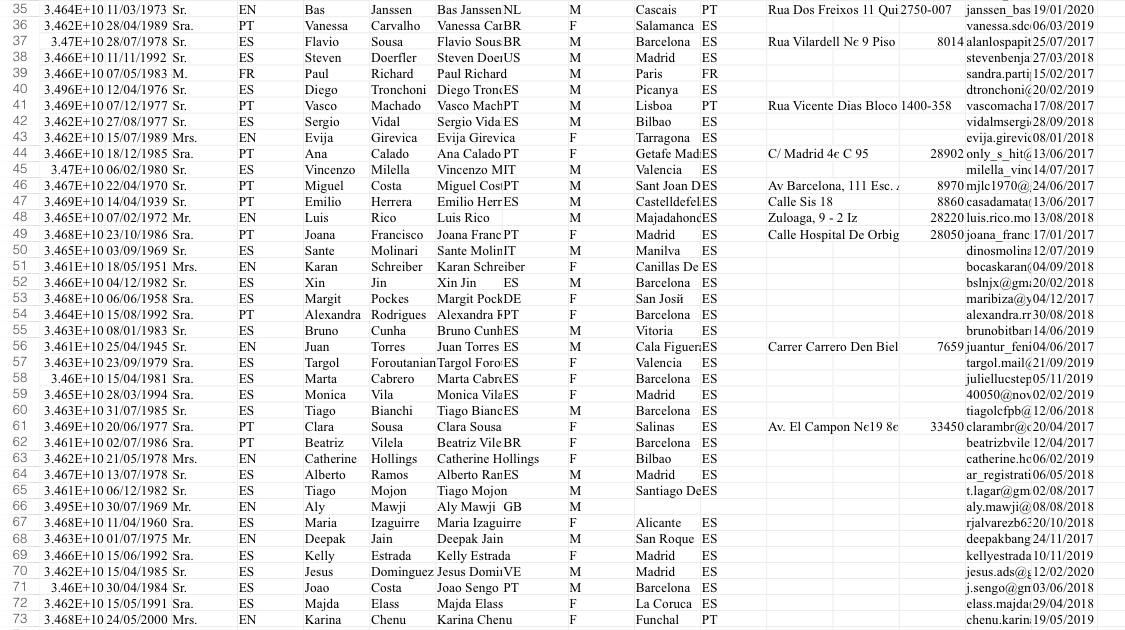 35 3.464E+10 11/03/1973 Sr. EN Bas Janssen Bas Janssen NL M Cascais PT Rua Dos Freixos 11 Qui 2750-007 janssen_bas 19/01/2020
36 3.462E+10 28/04/1989 Sra. PT Vanessa Carvalho Vanessa Car BR F Salamanca ES vanessa.sdc 06/03/2019
37 3.47E+10 28/07/1978 Sr. ES Flavio Sousa Flavio Sous BR M Barcelona ES Rua Vilardell Nє 9 Piso 8014 alanlospapit 25/07/2017
38 3.466E+10 11/11/1992 Sr. ES Steven Doerfler Steven Doei US M Madrid ES stevenbenja 27/03/2018
39 3.466E+10 07/05/1983 M. FR Paul Richard Paul Richard M Paris FR sandra.parti 15/02/2017
40 3.496E+10 12/04/1976 Sr. ES Diego Tronchoni Diego Tron ES M Picanya ES dtronchoni@ 20/02/2019
41 3.469E+10 07/12/1977 Sr. PT Vasco Machado Vasco Mach PT M Lisboa PT Rua Vicente Dias Bloco 1400-358 vascomacha 17/08/2017
42 3.462E+10 27/08/1977 Sr. ES Sergio Vidal Sergio Vida ES M Bilbao ES vidalmsergi 28/09/2018
43 3.462E+10 15/07/1989 Mrs. EN Evija Girevica Evija Girevica F Tarragona ES evija.girevic 08/01/2018
44 3.466E+10 18/12/1985 Sra. PT Ana Calado Ana Calado PT F Getafe Mad ES C/ Madrid 4є C 95 28902 only_s_hit@ 13/06/2017
45 3.47E+10 06/02/1980 Sr. ES Vincenzo Milella Vincenzo M IT M Valencia ES milella_vinc 14/07/2017
46 3.467E+10 22/04/1970 Sr. PT Miguel Costa Miguel Cos PT M Sant Joan D ES Av Barcelona, 111 Esc. 8970 mjlc1970@ 24/06/2017
47 3.469E+10 14/04/1939 Sr. PT Emilio Herrera Emilio Herr ES M Castelldefel ES Calle Sis 18 8860 casadamata( 13/06/2017
48 3.465E+10 07/02/1972 Mr. EN Luis Rico Luis Rico M Majadahond ES Zuloaga, 9 - 2 Iz 28220 luis.rico.mo 13/08/2018
49 3.468E+10 23/10/1986 Sra. PT Joana Francisco Joana Franc PT F Madrid ES Calle Hospital De Orbig 28050 joana_franc 17/01/2017
50 3.465E+10 03/09/1969 Sr. ES Sante Molinari Sante Molin IT M Manilva ES dinosmolina 12/07/2019
51 3.461E+10 18/05/1951 Mrs. EN Karan Schreiber Karan Schreiber F Canillas De ES bocaskaran( 04/09/2018
52 3.466E+10 04/12/1982 Sr. ES Xin Jin Xin Jin ES M Barcelona ES bslnjx@gma 20/02/2018
53 3.468E+10 06/06/1958 Sra. ES Margit Pockes Margit Pock DE F San Josй ES maribiza@y 04/12/2017
54 3.464E+10 15/08/1992 Sra. PT Alexandra Rodrigues Alexandra F PT F Barcelona ES alexandra.rr 30/08/2018
55 3.463E+10 08/01/1983 Sr. ES Bruno Cunha Bruno Cunh ES M Vitoria ES brunobitbar 14/06/2019
56 3.461E+10 25/04/1945 Sr. EN Juan Torres Juan Torres ES M Cala Figuer ES Carrer Carrero Den Biel 7659 juantur_feni 04/06/2017
57 3.462E+10 23/09/1979 Sra. ES Targol Foroutanian Targol Foro ES F Valencia ES targol.mail@ 21/09/2019
58 3.46E+10 15/04/1981 Sra. ES Marta Cabrero Marta Cabre ES F Barcelona ES juliellucstep 05/11/2019
59 3.465E+10 28/03/1994 Sra. ES Monica Vila Monica Vila ES F Madrid ES 40050@nov 02/02/2019
60 3.463E+10 31/07/1985 Sr. ES Tiago Bianchi Tiago Bianc ES M Barcelona ES tiagolcfpb@ 12/06/2018
61 3.469E+10 20/06/1977 Sra. PT Clara Sousa Clara Sousa F Salinas ES Av. El Campon Nє19 8є 33450 clarambr@c 20/04/2017
62 3.461E+10 02/07/1986 Sra. PT Beatriz Vilela Beatriz Vile BR F Barcelona ES beatrizbvile 12/04/2017
63 3.462E+10 21/05/1978 Mrs. EN Catherine Hollings Catherine Hollings F Bilbao ES catherine.hc 06/02/2019
64 3.467E+10 13/07/1978 Sr. ES Alberto Ramos Alberto Ran ES M Madrid ES ar_registrati 06/05/2018
65 3.461E+10 06/12/1982 Sr. ES Tiago Mojon Tiago Mojon M Santiago De ES t.lagar@gm 02/08/2017
66 3.495E+10 30/07/1969 Mr. EN Aly Mawji Aly Mawji GB M aly.mawji@ 08/08/2018
67 3.468E+10 11/04/1960 Sra. ES Maria Izaguirre Maria Izaguirre F Alicante ES rjalvarezb63 20/10/2018
68 3.463E+10 01/07/1975 Mr. EN Deepak Jain Deepak Jain M San Roque ES deepakbang 24/11/2017
69 3.466E+10 15/06/1992 Sra. ES Kelly Estrada Kelly Estrada F Madrid ES kellyestrada 10/11/2019
70 3.462E+10 15/04/1985 Sr. ES Jesus Dominguez Jesus Domi VE M Madrid ES jesus.ads@g 12/02/2020
71 3.46E+10 30/04/1984 Sr. ES Joao Costa Joao Sengo PT M Barcelona ES j.sengo@gn 03/06/2018
72 3.462E+10 15/05/1991 Sra. ES Majda Elass Majda Elass F La Coruca ES elass.majda 29/04/2018
73 3.468E+10 24/05/2000 Mrs. EN Karina Chenu Karina Chenu F Funchal PT chenu.karin 19/05/2019